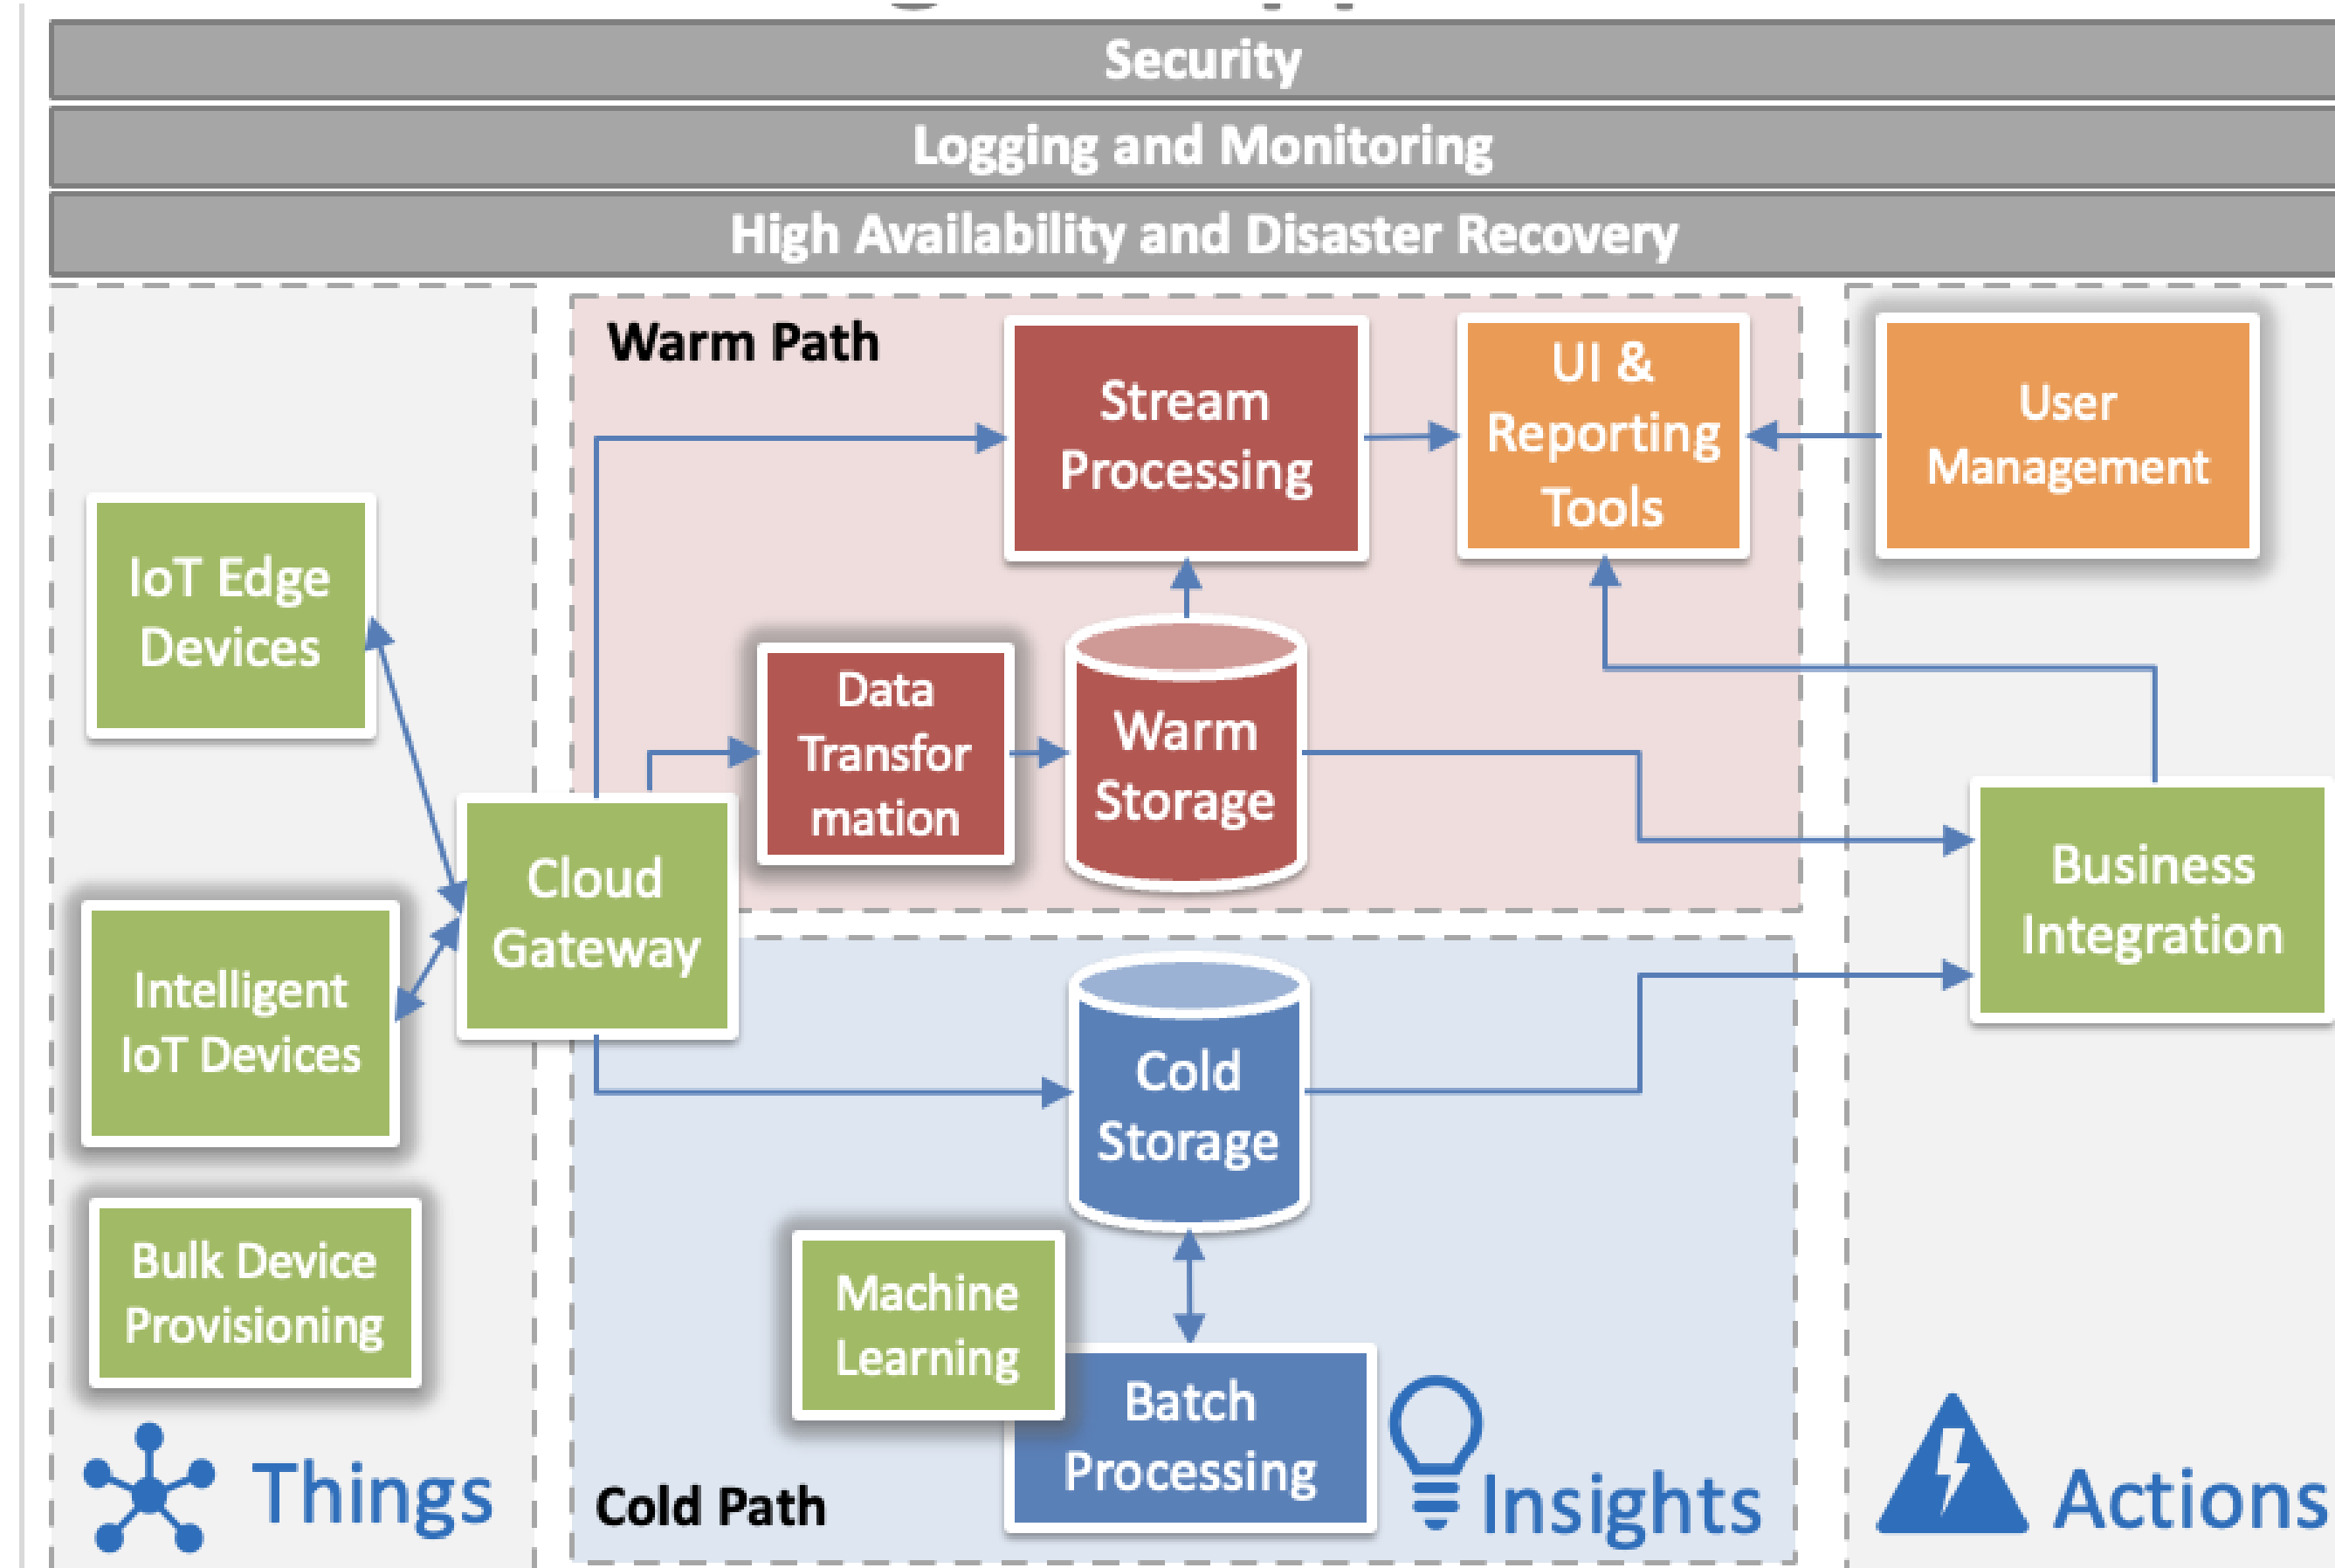 Security
Logging and Monitoring
High Availability and Disaster Recovery
Warm Path
Stream
Processing
UI &
Reporting
Tools
User
Management
IoT Edge
Devices
Data
Transfor
mation
Warm
Storage
Cloud
Gateway
Business
Integration
Intelligent
IoT Devices
Cold
Storage
Bulk Device
Provisioning
Machine
Learning
Batch
Processing
Things
Cold Path
Insights
Actions